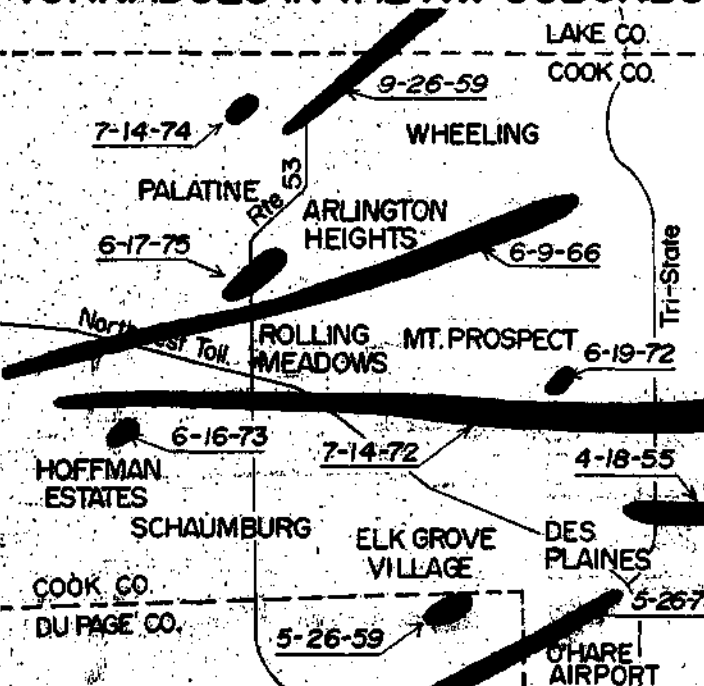 LAKE CO.
COOK CO.
9-26-59
7-14-74
WHEELING
PALATINE
Rte 53
ARLINGTON
HEIGHTS
6-17-75
6-9-66
Tri-State
Northwest Toll.
ROLLING
MEADOWS
MT. PROSPECT
6-19-72
6-16-73
7-14-72
4-18-55
HOFFMAN
ESTATES
SCHAUMBURG
ELK GROVE
VILLAGE
DES
PLAINES
COOK CO.
DU PAGE CO.
5-26-59
5-26-7
O'HARE
AIRPORT